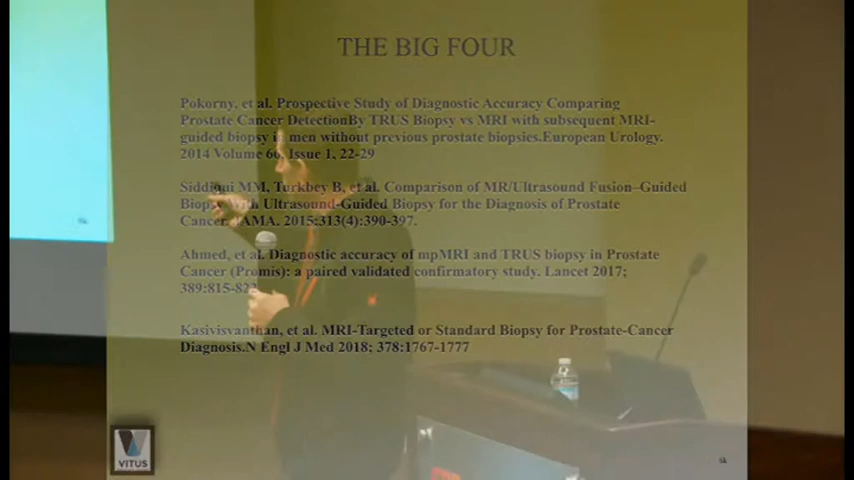 THE BIG FOUR
Pokorny, et al. Prospective Study of Diagnostic Accuracy Comparing
Prostate Cancer DetectionBy TRUS Biopsy vs MRI with subsequent MRI-
guided biopsy in men without previous prostate biopsies.European Urology.
2014 Volume 66, Issue 1, 22-29
Siddiqui MM, Turkbey B, et al. Comparison of MR/Ultrasound Fusion–Guided
Biopsy With Ultrasound-Guided Biopsy for the Diagnosis of Prostate
Cancer. JAMA. 2015;313(4):390-397.
Ahmed, et al. Diagnostic accuracy of mpMRI and TRUS biopsy in Prostate
Cancer (Promis): a paired validated confirmatory study. Lancet 2017;
389:815-822
Kasivisvanthan, et al. MRI-Targeted or Standard Biopsy for Prostate-Cancer
Diagnosis.N Engl J Med 2018; 378:1767-1777
VITUS